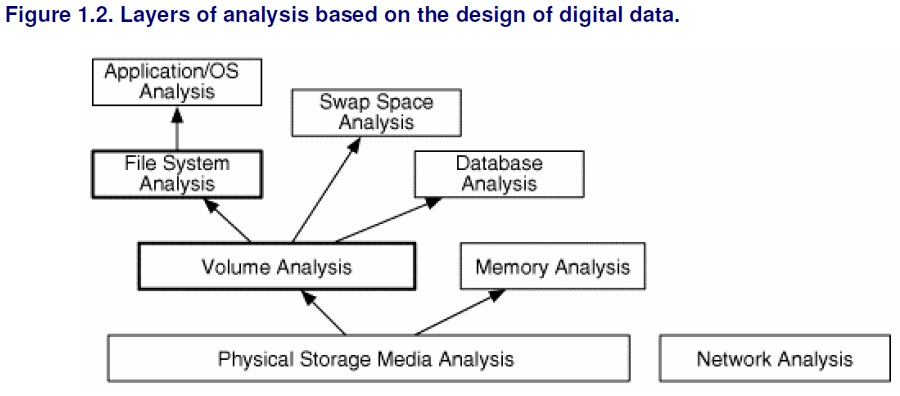 Figure 1.2. Layers of analysis based on the design of digital data.
Application/OS
Analysis
Swap Space
Analysis
File System
Analysis
Database
Analysis
Volume Analysis
Memory Analysis
Physical Storage Media Analysis
Network Analysis